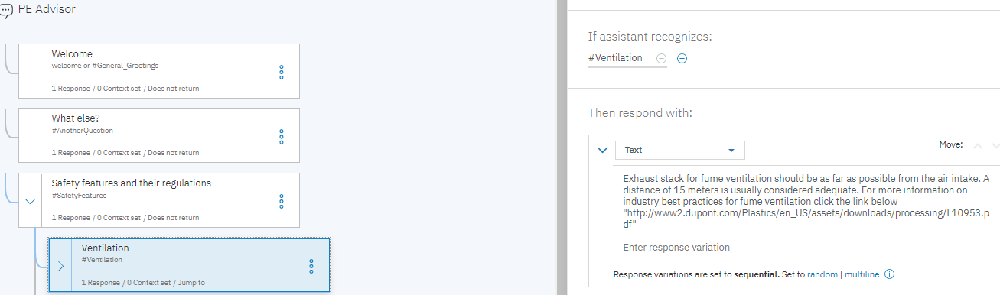 PE Advisor
Welcome
welcome or #General_Greetings
1 Response / 0 Context set / Does not return
What else?
#AnotherQuestion
1 Response / 0 Context set / Does not return
Safety features and their regulations
#SafetyFeatures
1 Response / 0 Context set / Does not return
Ventilation
#Ventilation
1 Response / 0 Context set / Jump to
If assistant recognizes:
#Ventilation
Then respond with:
Text
Move:
Exhaust stack for fume ventilation should be as far as possible from the air intake. A
distance of 15 meters is usually considered adequate. For more information on
industry best practices for fume ventilation click the link below
"http://www2.dupont.com/Plastics/en_US/assets/downloads/processing/L10953.p
df"
Enter response variation
Response variations are set to sequential. Set to random | multiline